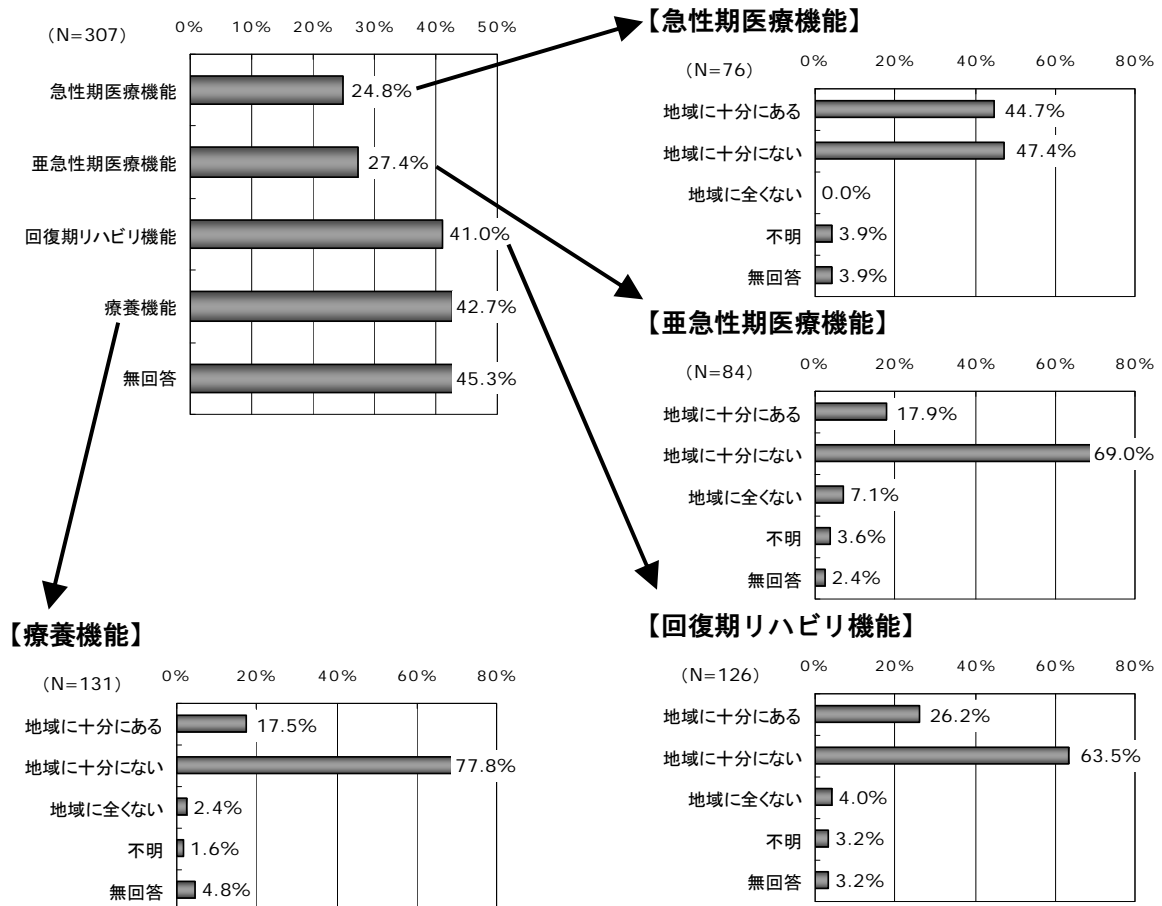 (N=307)
0% 10% 20% 30% 40% 50%
急性期医療機能 24.8%
亜急性期医療機能 27.4%
回復期リハビリ機能 41.0%
療養機能 42.7%
無回答 45.3%
【急性期医療機能】
(N=76)
0% 20% 40% 60% 80%
地域に十分にある 44.7%
地域に十分にない 47.4%
地域に全くない 0.0%
不明 3.9%
無回答 3.9%
【亜急性期医療機能】
(N=84)
0% 20% 40% 60% 80%
地域に十分にある 17.9%
地域に十分にない 69.0%
地域に全くない 7.1%
不明 3.6%
無回答 2.4%
【療養機能】
(N=131)
0% 20% 40% 60% 80%
地域に十分にある 17.5%
地域に十分にない 77.8%
地域に全くない 2.4%
不明 1.6%
無回答 4.8%
【回復期リハビリ機能】
(N=126)
0% 20% 40% 60% 80%
地域に十分にある 26.2%
地域に十分にない 63.5%
地域に全くない 4.0%
不明 3.2%
無回答 3.2%